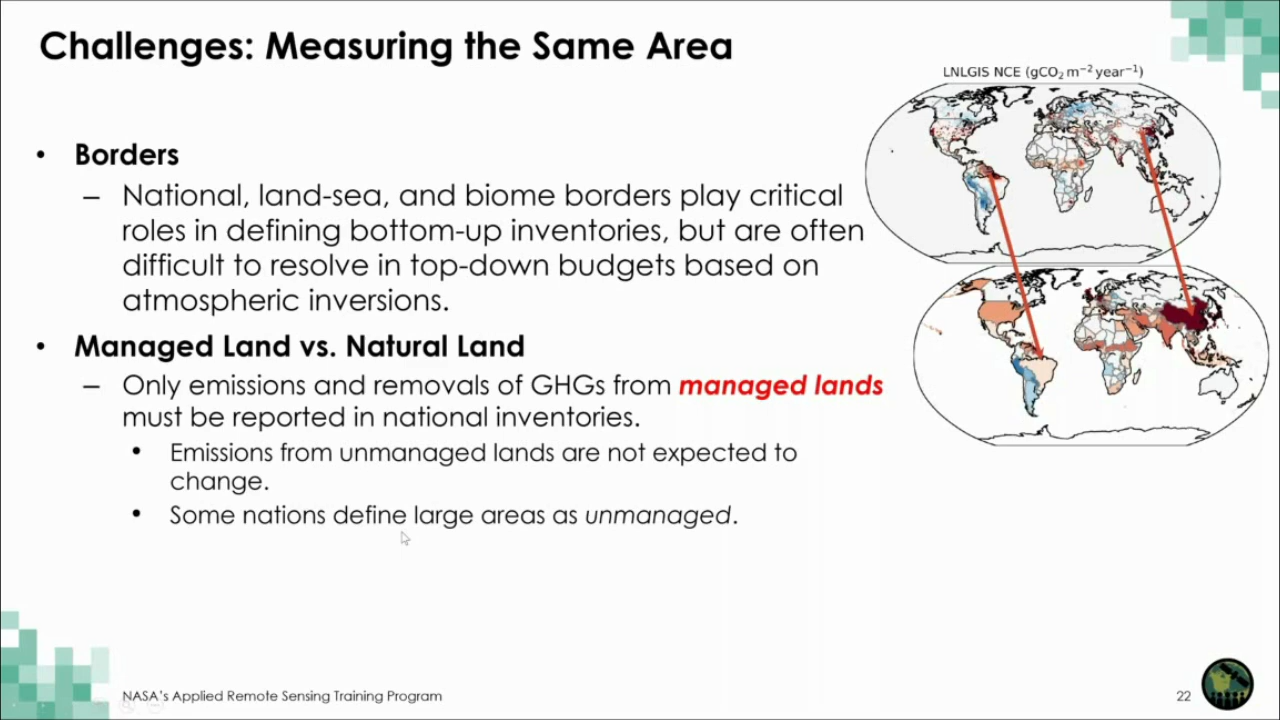 Challenges: Measuring the Same Area
LNLGIS NCE (gCO₂ m⁻² year⁻¹)
• Borders
– National, land-sea, and biome borders play critical
roles in defining bottom-up inventories, but are often
difficult to resolve in top-down budgets based on
atmospheric inversions.
• Managed Land vs. Natural Land
– Only emissions and removals of GHGs from managed lands
must be reported in national inventories.
• Emissions from unmanaged lands are not expected to
change.
• Some nations define large areas as unmanaged.
NASA's Applied Remote Sensing Training Program
22